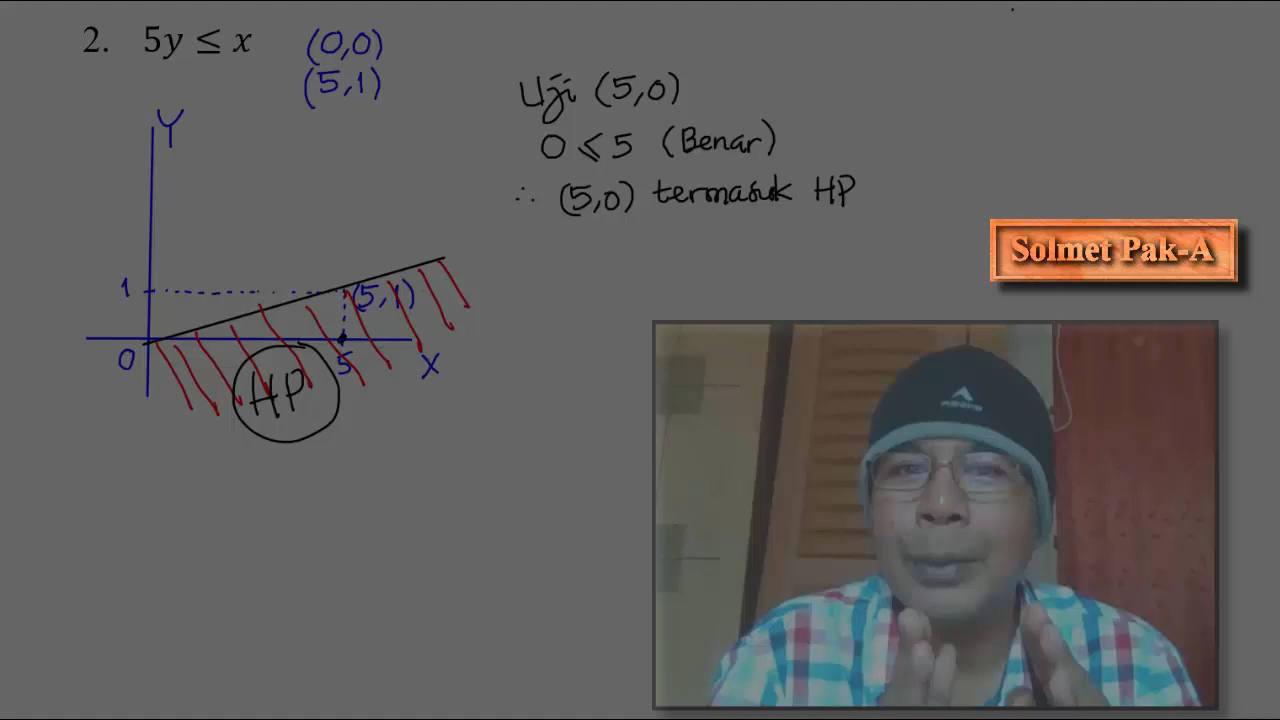 2. 5y ≤ x (0,0)
(5,1)
Uji (5,0)
0 ≤ 5 (Benar)
∴ (5,0) termasuk HP
Y
1
(5,1)
0
5
X
HP
Solmet Pak-A